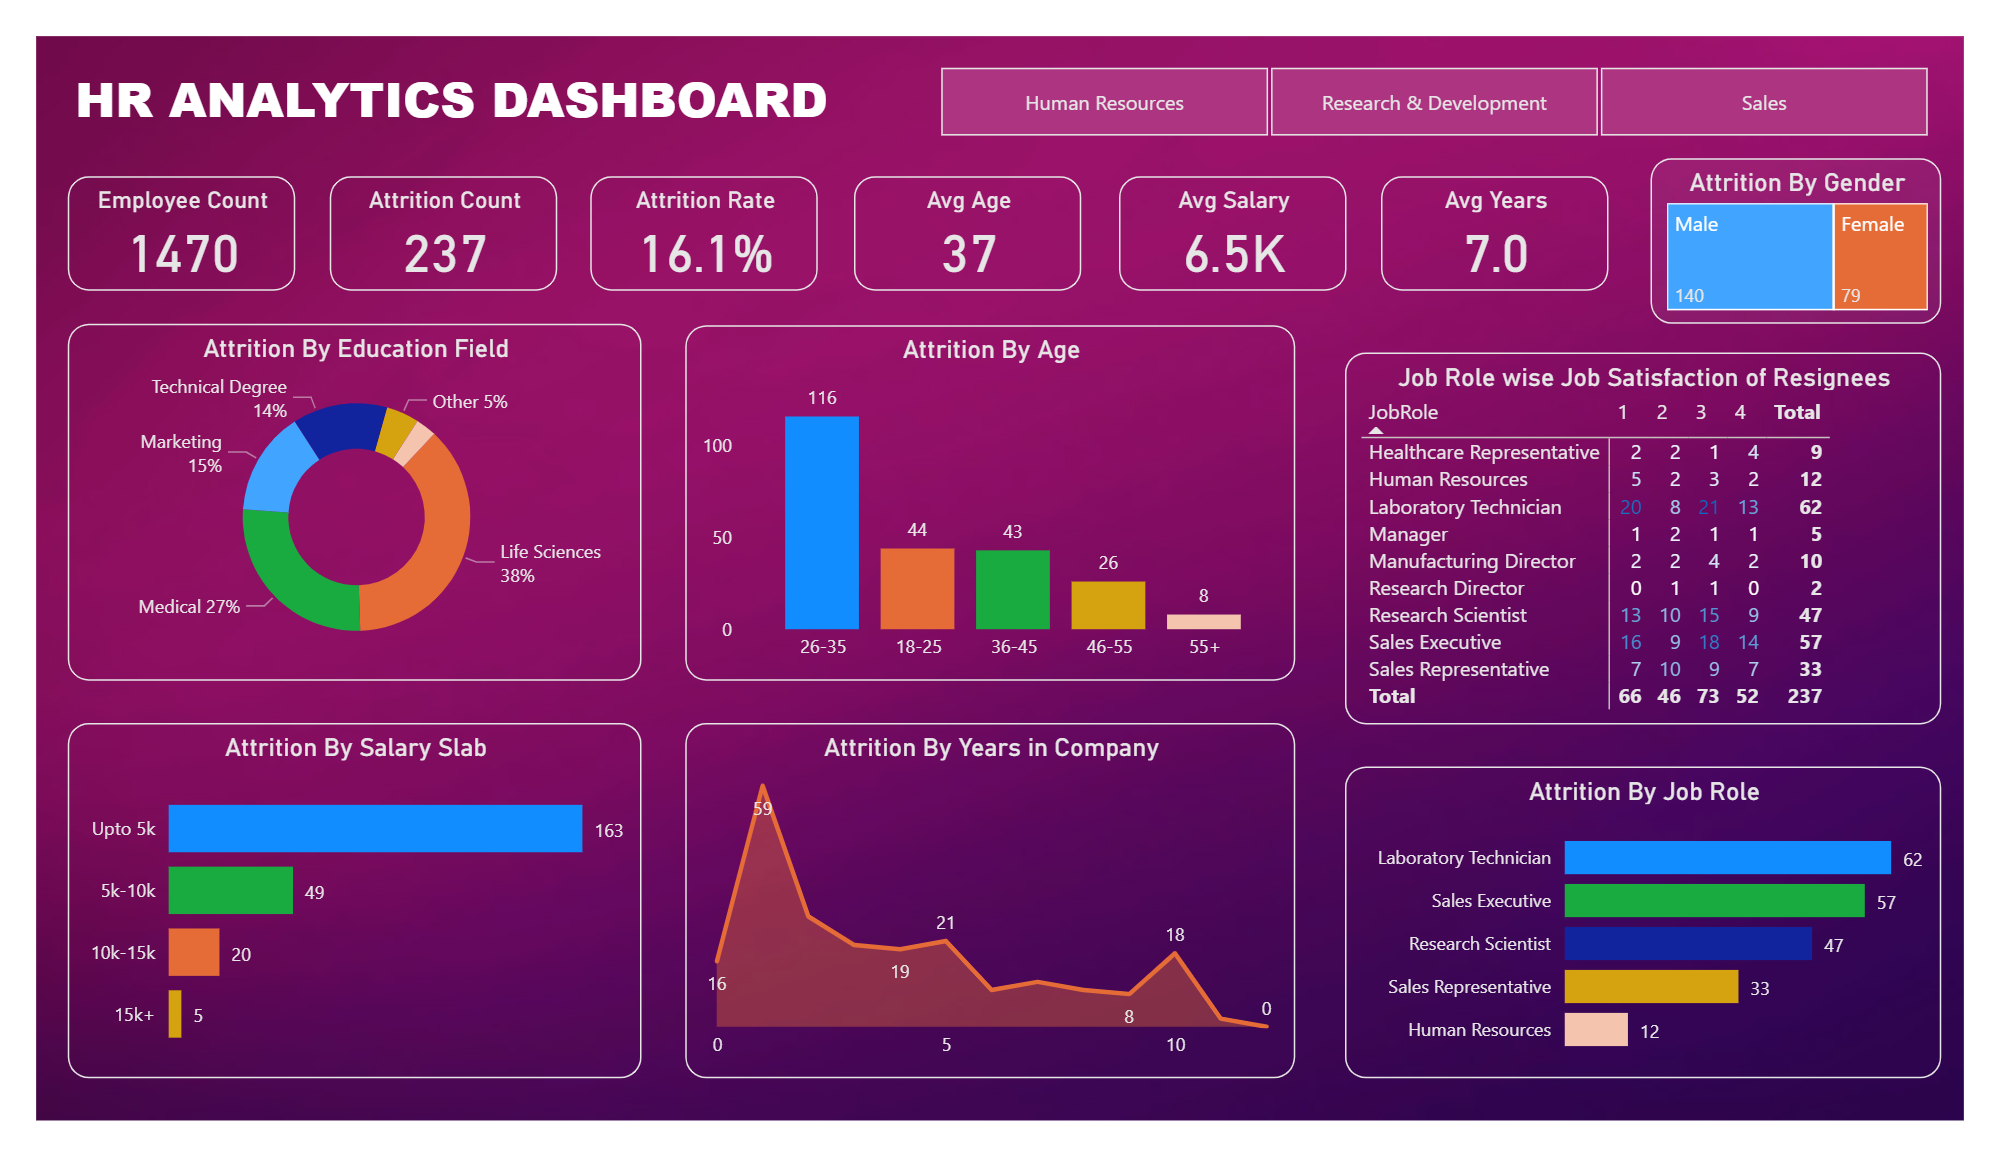 HR ANALYTICS DASHBOARD
Human Resources
Research & Development
Sales
Employee Count
1470
Attrition Count
237
Attrition Rate
16.1%
Avg Age
37
Avg Salary
6.5K
Avg Years
7.0
Attrition By Gender
Male
Female
140
79
Attrition By Education Field
Technical Degree
14%
Other 5%
Marketing
15%
Life Sciences
38%
Medical 27%
Attrition By Age
116
100
44
43
50
26
8
0
26-35 18-25 36-45 46-55 55+
Job Role wise Job Satisfaction of Resignees
JobRole 1 2 3 4 Total
Healthcare Representative 2 2 1 4 9
Human Resources 5 2 3 2 12
Laboratory Technician 20 8 21 13 62
Manager 1 2 1 1 5
Manufacturing Director 2 2 4 2 10
Research Director 0 1 1 0 2
Research Scientist 13 10 15 9 47
Sales Executive 16 9 18 14 57
Sales Representative 7 10 9 7 33
Total 66 46 73 52 237
Attrition By Salary Slab
Upto 5k 163
5k-10k 49
10k-15k 20
15k+ 5
Attrition By Years in Company
59
21
18
19
16
8
0
0 5 10
Attrition By Job Role
Laboratory Technician 62
Sales Executive 57
Research Scientist 47
Sales Representative 33
Human Resources 12